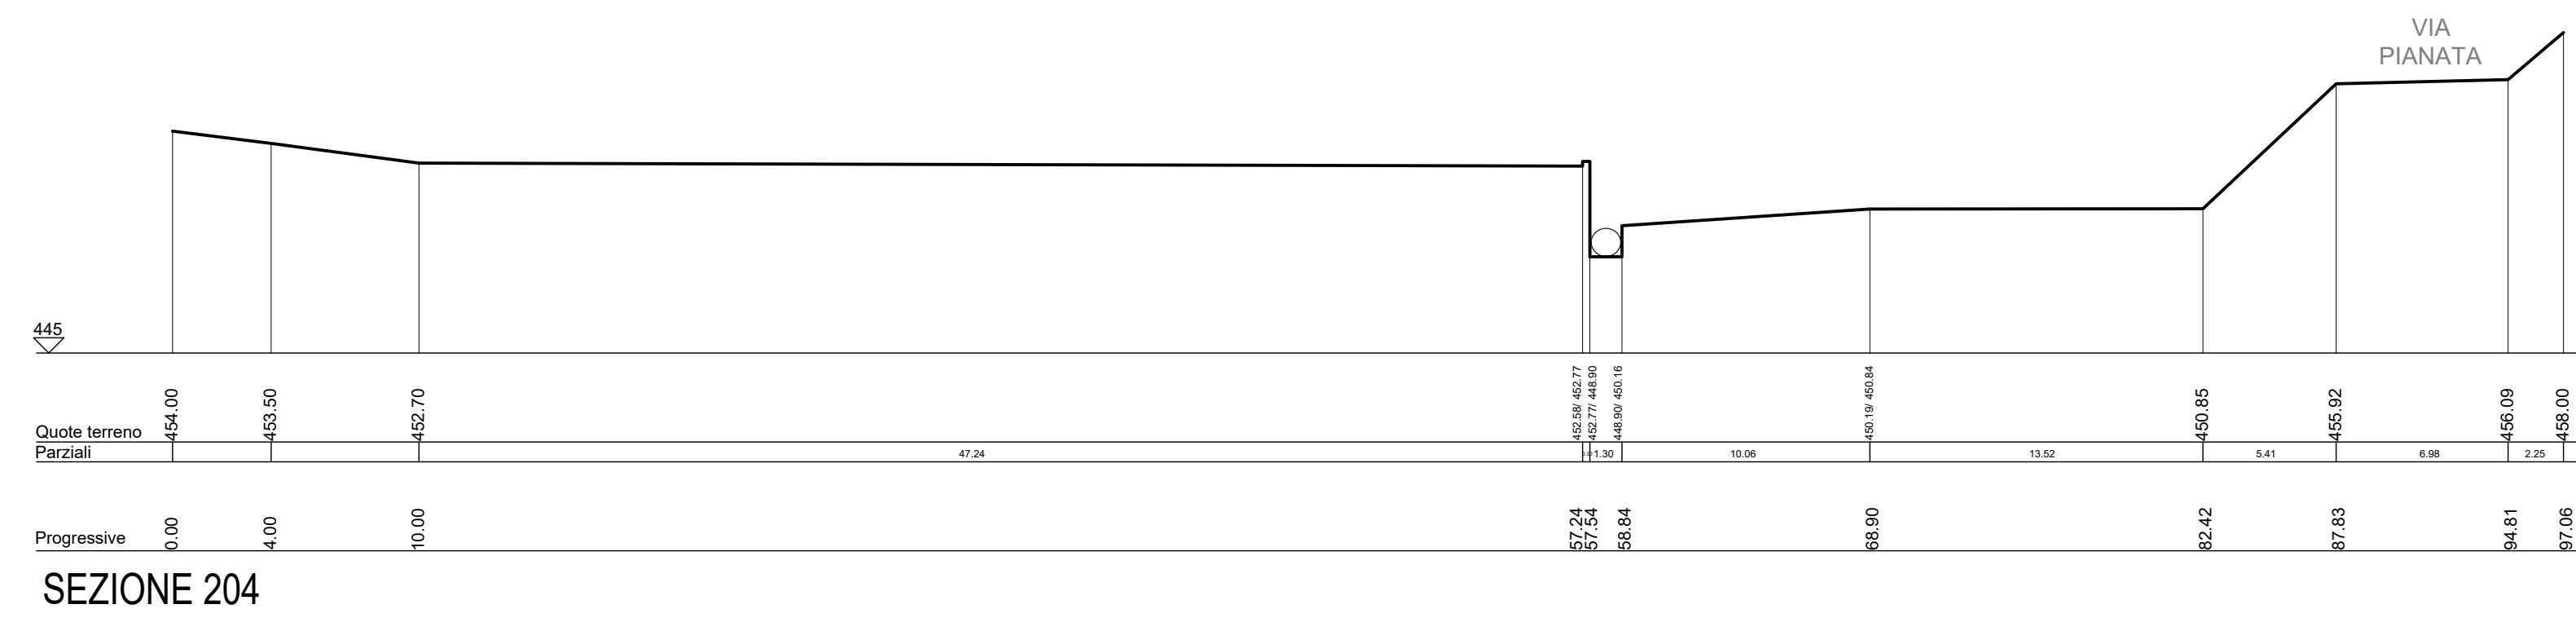 VIA
PIANATA
445
Quote terreno 454.00 453.50 452.70 452.58/ 452.77 452.77/ 448.90 448.90/ 450.16 450.19/ 450.84 450.85 455.92 456.09 458.00
Parziali 47.24 1.30 10.06 13.52 5.41 6.98 2.25
Progressive 0.00 4.00 10.00 57.24 57.54 58.84 68.90 82.42 87.83 94.81 97.06
SEZIONE 204